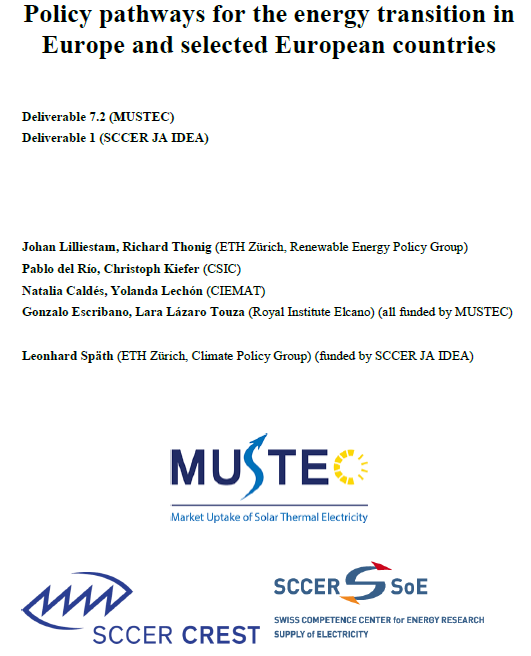 Policy pathways for the energy transition in
Europe and selected European countries
Deliverable 7.2 (MUSTEC)
Deliverable 1 (SCCER JA IDEA)
Johan Lilliestam, Richard Thonig (ETH Zürich, Renewable Energy Policy Group)
Pablo del Río, Christoph Kiefer (CSIC)
Natalia Caldés, Yolanda Lechón (CIEMAT)
Gonzalo Escribano, Lara Lázaro Touza (Royal Institute Elcano) (all funded by MUSTEC)
Leonhard Späth (ETH Zürich, Climate Policy Group) (funded by SCCER JA IDEA)
MUSTEC
Market Uptake of Solar Thermal Electricity
SCCER CREST
SCCER SoE
SWISS COMPETENCE CENTER for ENERGY RESEARCH
SUPPLY of ELECTRICITY